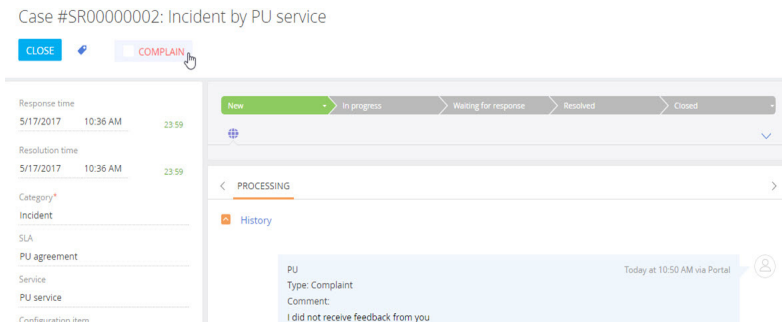 Case #SR00000002: Incident by PU service
CLOSE
COMPLAIN
Response time
5/17/2017 10:36 AM 23:59
Resolution time
5/17/2017 10:36 AM 23:59
Category*
Incident
SLA
PU agreement
Service
PU service
Configuration item
New In progress Waiting for response Resolved Closed
PROCESSING
History
PU Today at 10:50 AM via Portal
Type: Complaint
Comment:
I did not receive feedback from you